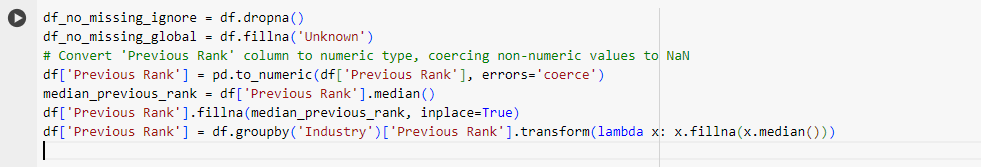 df_no_missing_ignore = df.dropna()
df_no_missing_global = df.fillna('Unknown')
# Convert 'Previous Rank' column to numeric type, coercing non-numeric values to NaN
df['Previous Rank'] = pd.to_numeric(df['Previous Rank'], errors='coerce')
median_previous_rank = df['Previous Rank'].median()
df['Previous Rank'].fillna(median_previous_rank, inplace=True)
df['Previous Rank'] = df.groupby('Industry')['Previous Rank'].transform(lambda x: x.fillna(x.median()))